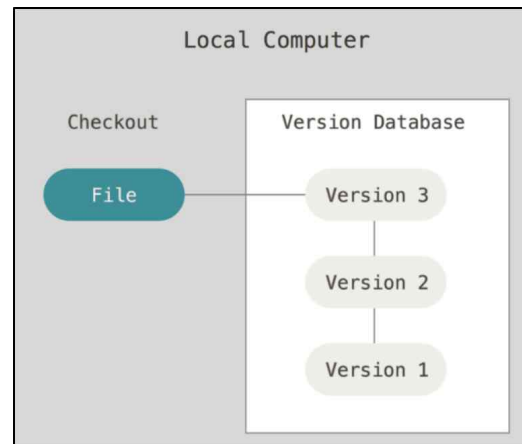 Local Computer
Checkout
Version Database
File
Version 3
Version 2
Version 1